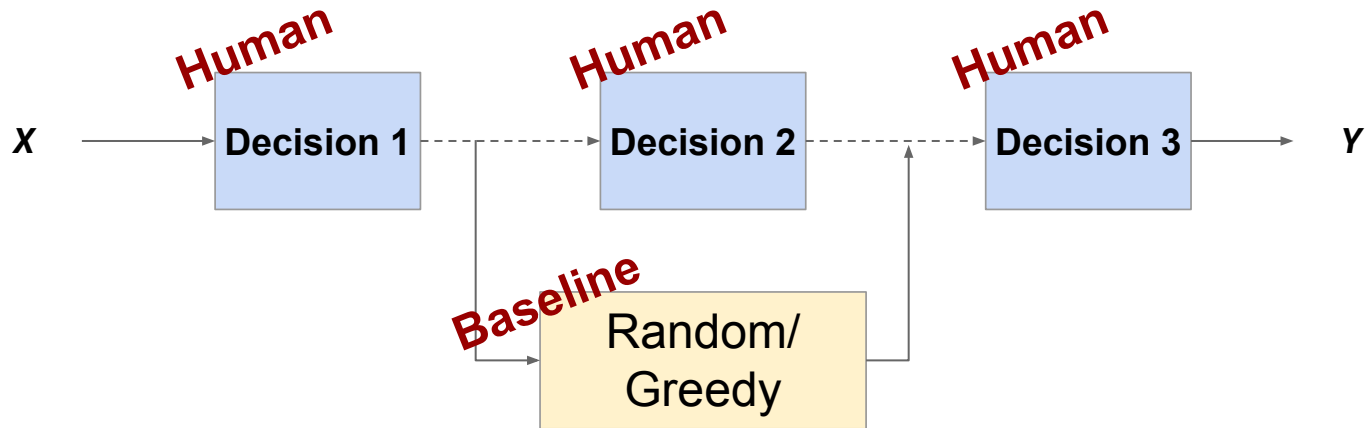 Human
Human
Human
X
Decision 1
Decision 2
Decision 3
Y
Baseline
Random/
Greedy